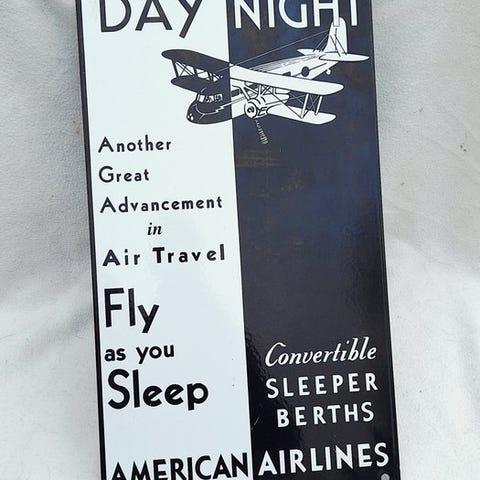 DAY NIGHT
Another
Great
Advancement
in
Air Travel
Fly
as you
Sleep
Convertible
SLEEPER
BERTHS
AMERICAN AIRLINES